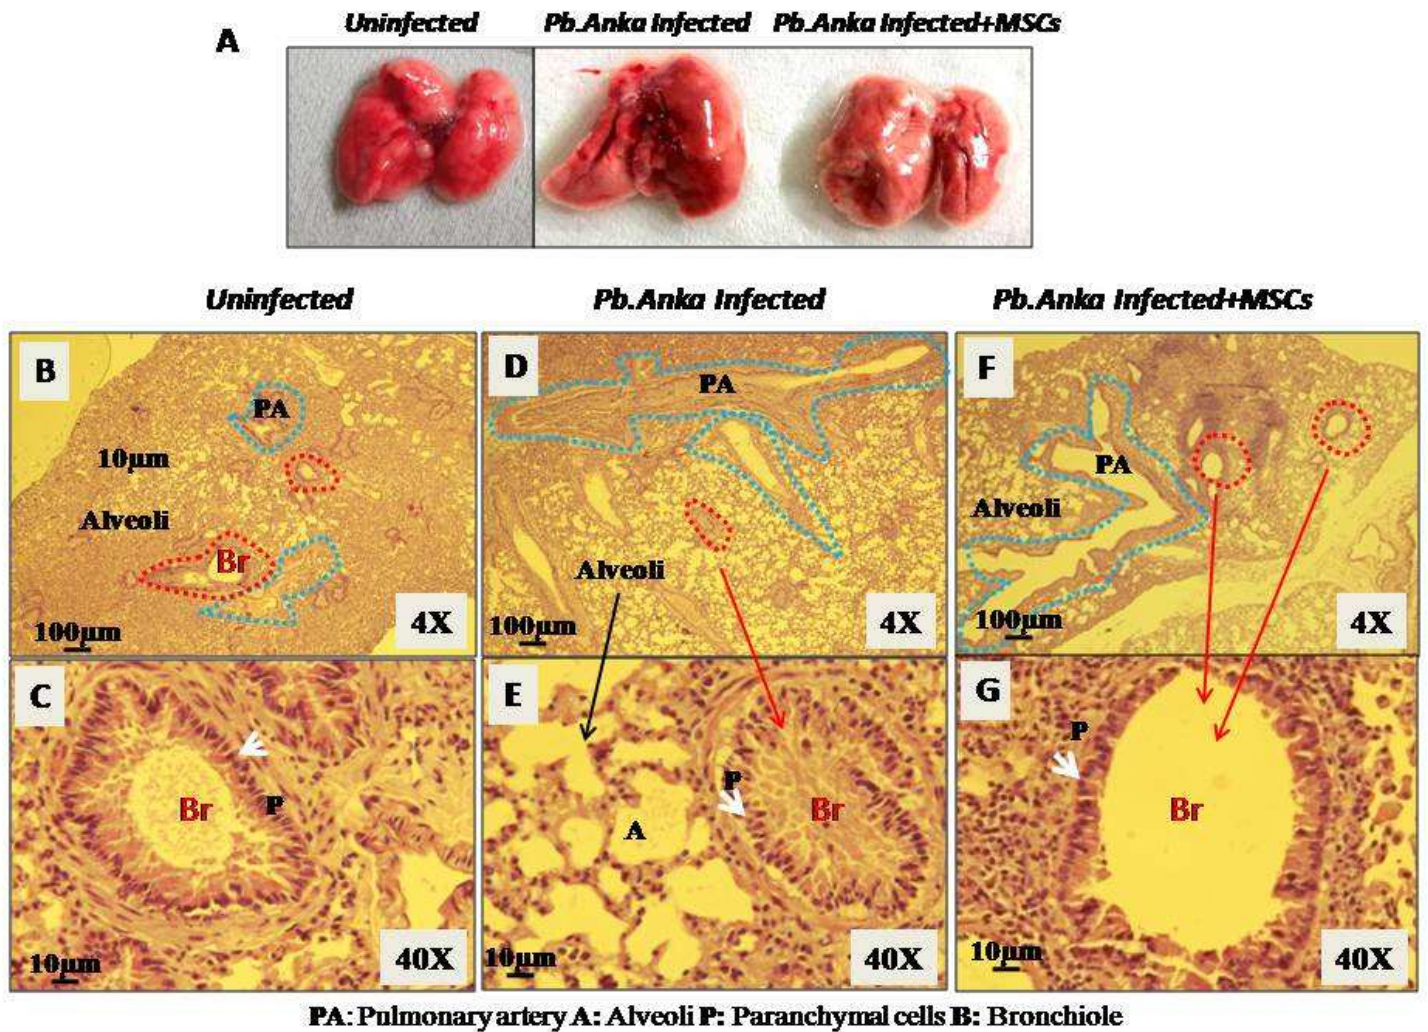 A
Uninfected Pb.Anka Infected Pb.Anka Infected+MSCs
Uninfected Pb.Anka Infected Pb.Anka Infected+MSCs
B
PA
10μm
Alveoli
Br
100μm
4X
D
PA
Alveoli
100μm
4X
F
PA
Alveoli
100μm
4X
C
Br
P
10μm
40X
E
P
A
Br
10μm
40X
G
P
Br
10μm
40X
PA: Pulmonary artery A: Alveoli P: Paranchymal cells B: Bronchiole